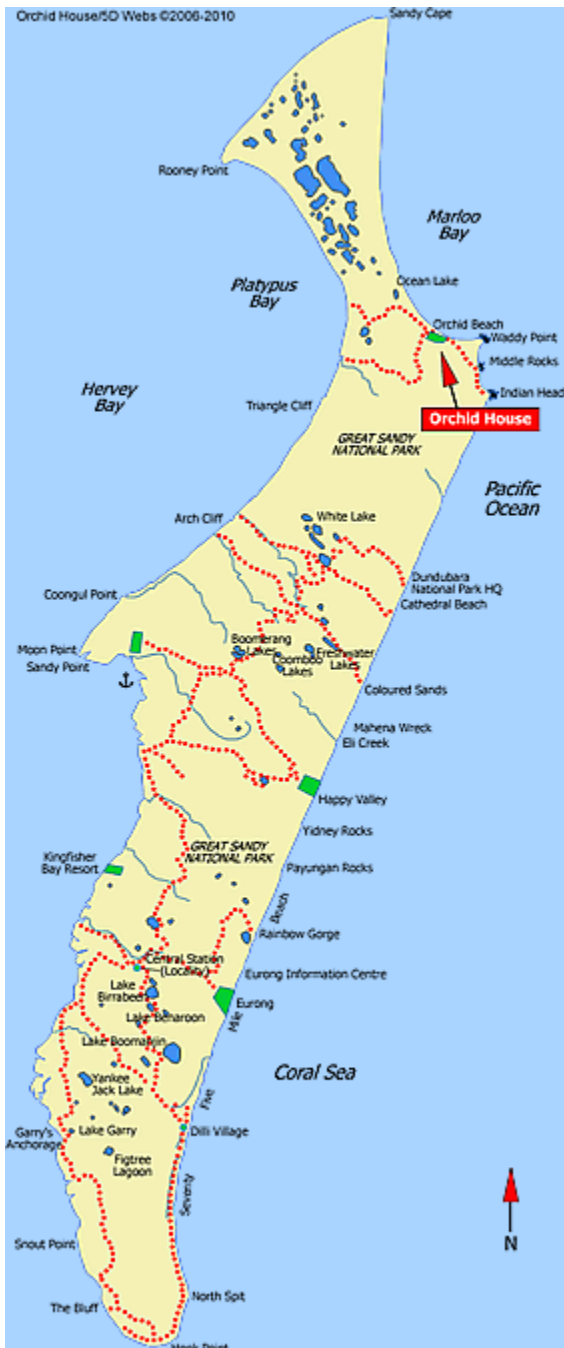 Orchid House/5D Webs ©2006-2010
Sandy Cape
Rooney Point
Marloo
Bay
Platypus
Bay
Ocean Lake
Orchid Beach
Waddy Point
Middle Rocks
Hervey
Bay
Indian Head
Triangle Cliff
Orchid House
GREAT SANDY
NATIONAL PARK
Pacific
Ocean
White Lake
Arch Cliff
Dundubara
National Park HQ
Coongul Point
Cathedral Beach
Boomerang
Lakes
Coomboo
Lakes
Freshwater
Lakes
Moon Point
Sandy Point
Coloured Sands
Mahena Wreck
Eli Creek
Happy Valley
Yidney Rocks
GREAT SANDY
NATIONAL PARK
Kingfisher
Bay Resort
Payungan Rocks
Beach
Rainbow Gorge
Central Station
(Locality)
Eurong Information Centre
Lake
Birrabeen
Eurong
Lake Benaroon
Mile
Lake Boomanjin
Coral Sea
Yankee
Jack Lake
Five
Garry's
Anchorage
Lake Garry
Dilli Village
Figtree
Lagoon
Seventy
Snout Point
N
North Spit
The Bluff
Hook Point